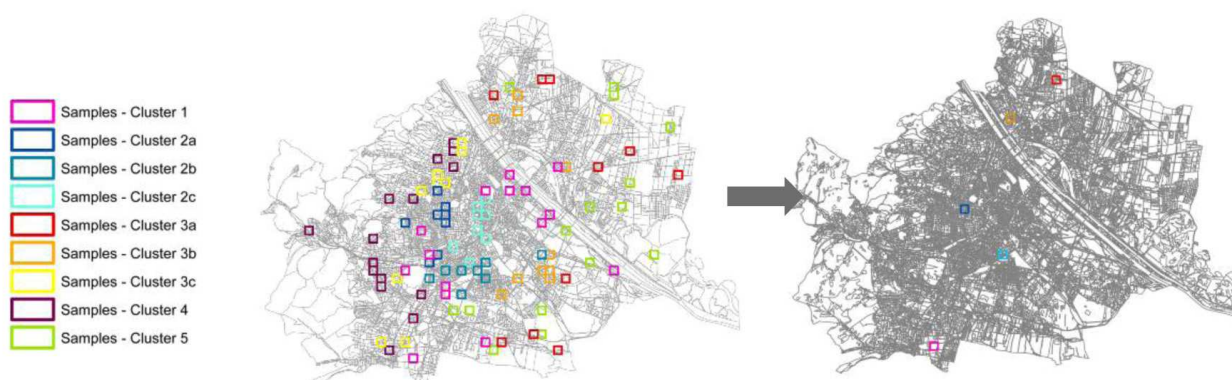 Samples - Cluster 1
Samples - Cluster 2a
Samples - Cluster 2b
Samples - Cluster 2c
Samples - Cluster 3a
Samples - Cluster 3b
Samples - Cluster 3c
Samples - Cluster 4
Samples - Cluster 5